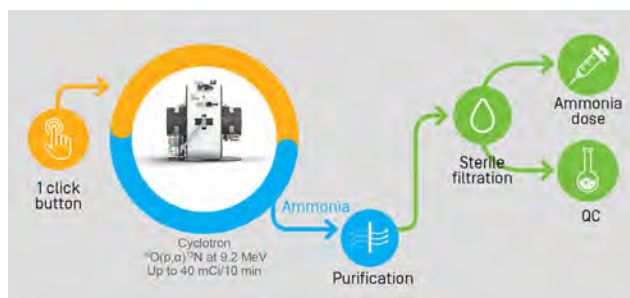 1 click
button
Cyclotron
¹⁶O(p,α)¹³N at 9.2 MeV
Up to 40 mCi/10 min
Ammonia
Purification
Sterile
filtration
Ammonia
dose
QC